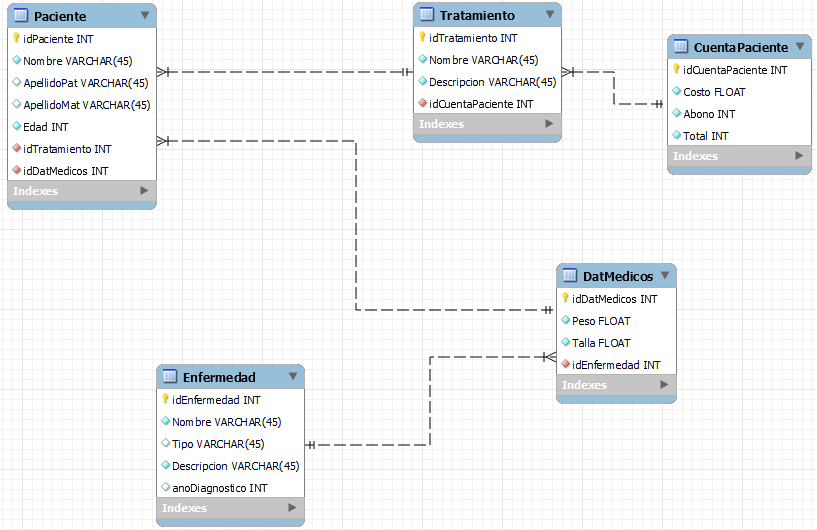 Paciente
idPaciente INT
Nombre VARCHAR(45)
ApellidoPat VARCHAR(45)
ApellidoMat VARCHAR(45)
Edad INT
idTratamiento INT
idDatMedicos INT
Indexes
Tratamiento
idTratamiento INT
Nombre VARCHAR(45)
Descripcion VARCHAR(45)
idCuentaPaciente INT
Indexes
CuentaPaciente
idCuentaPaciente INT
Costo FLOAT
Abono INT
Total INT
Indexes
DatMedicos
idDatMedicos INT
Peso FLOAT
Talla FLOAT
idEnfermedad INT
Indexes
Enfermedad
idEnfermedad INT
Nombre VARCHAR(45)
Tipo VARCHAR(45)
Descripcion VARCHAR(45)
anoDiagnostico INT
Indexes